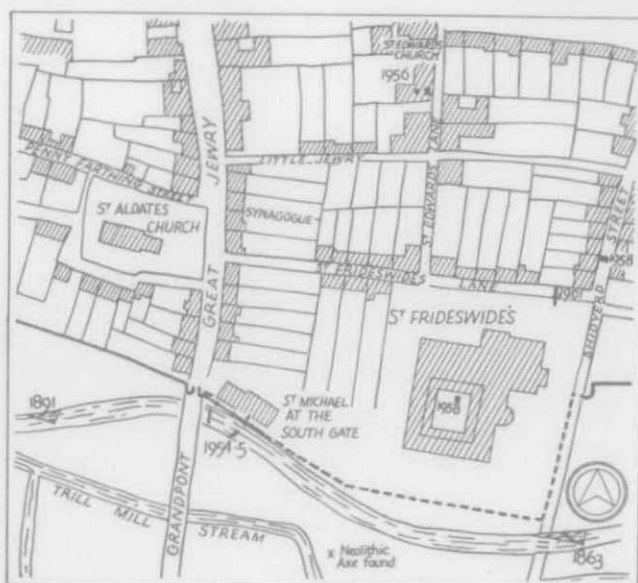 ST EDWARDS
CHURCH
1956
PENNY FARTHING STREET
GREAT JEWRY
LITTLE JEWRY
ST EDWARDS LANE
ST ALDATES
CHURCH
SYNAGOGUE
SHIDYERD STREET
1958
ST FRIDESWIDES LANE
1961
ST FRIDESWIDE'S
1958
ST MICHAEL
AT THE
SOUTH GATE
1891
1954-5
GRANDPONT
TRILL MILL STREAM
x Neolithic
Axe found
1863